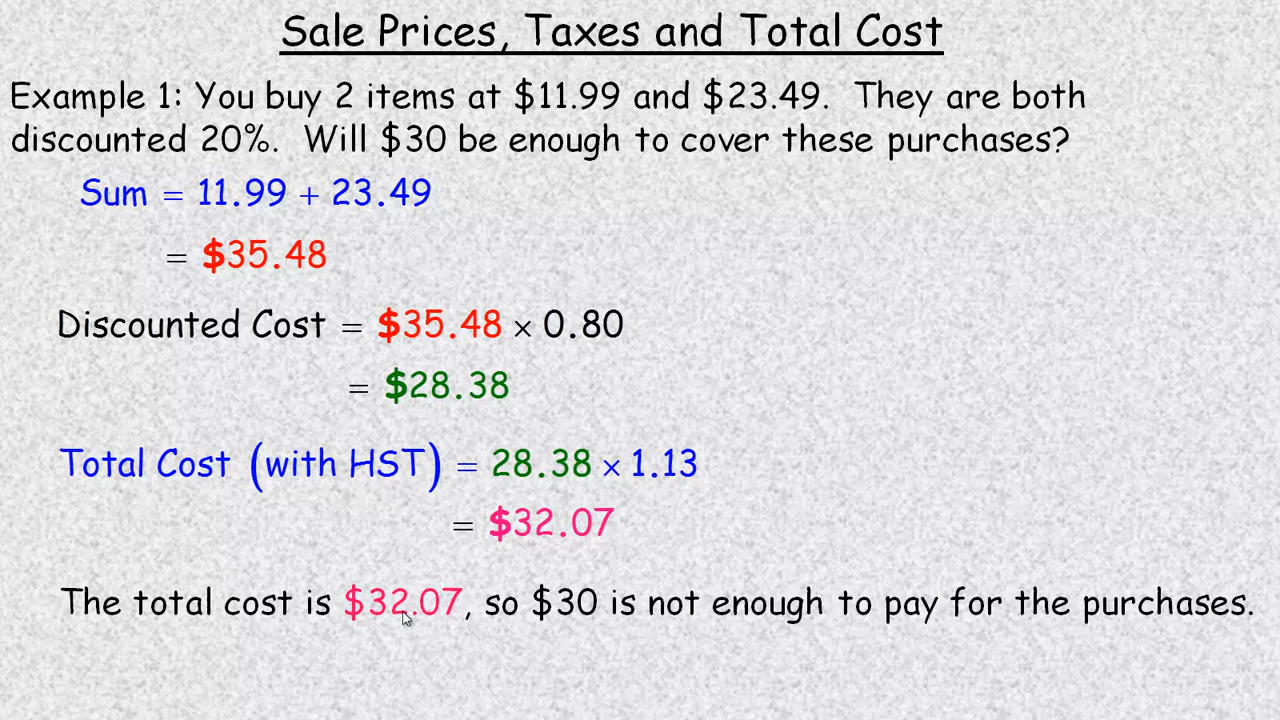 Sale Prices, Taxes and Total Cost
Example 1: You buy 2 items at $11.99 and $23.49. They are both
discounted 20%. Will $30 be enough to cover these purchases?
Sum = 11.99 + 23.49
= $35.48
Discounted Cost = $35.48 × 0.80
= $28.38
Total Cost (with HST) = 28.38 × 1.13
= $32.07
The total cost is $32.07, so $30 is not enough to pay for the purchases.